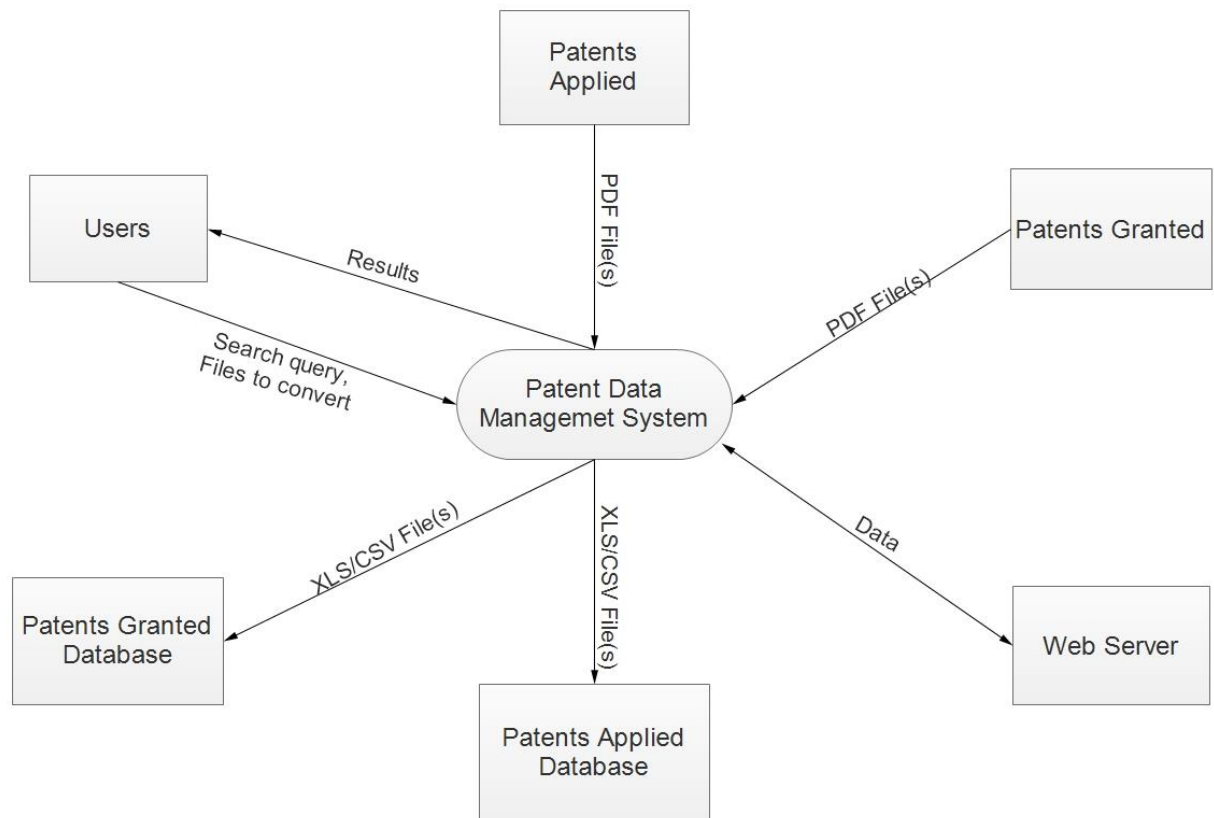 Patents
Applied
PDF File(s)
Users
Patents Granted
Results
PDF File(s)
Search query,
Files to convert
Patent Data
Managemet System
XLS/CSV File(s)
XLS/CSV File(s)
Data
Patents Granted
Database
Web Server
Patents Applied
Database